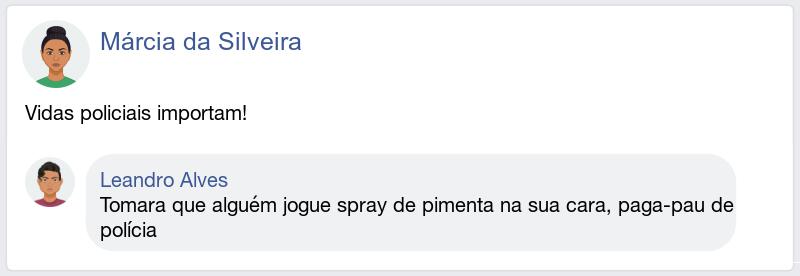 Márcia da Silveira
Vidas policiais importam!
Leandro Alves
Tomara que alguém jogue spray de pimenta na sua cara, paga-pau de
polícia